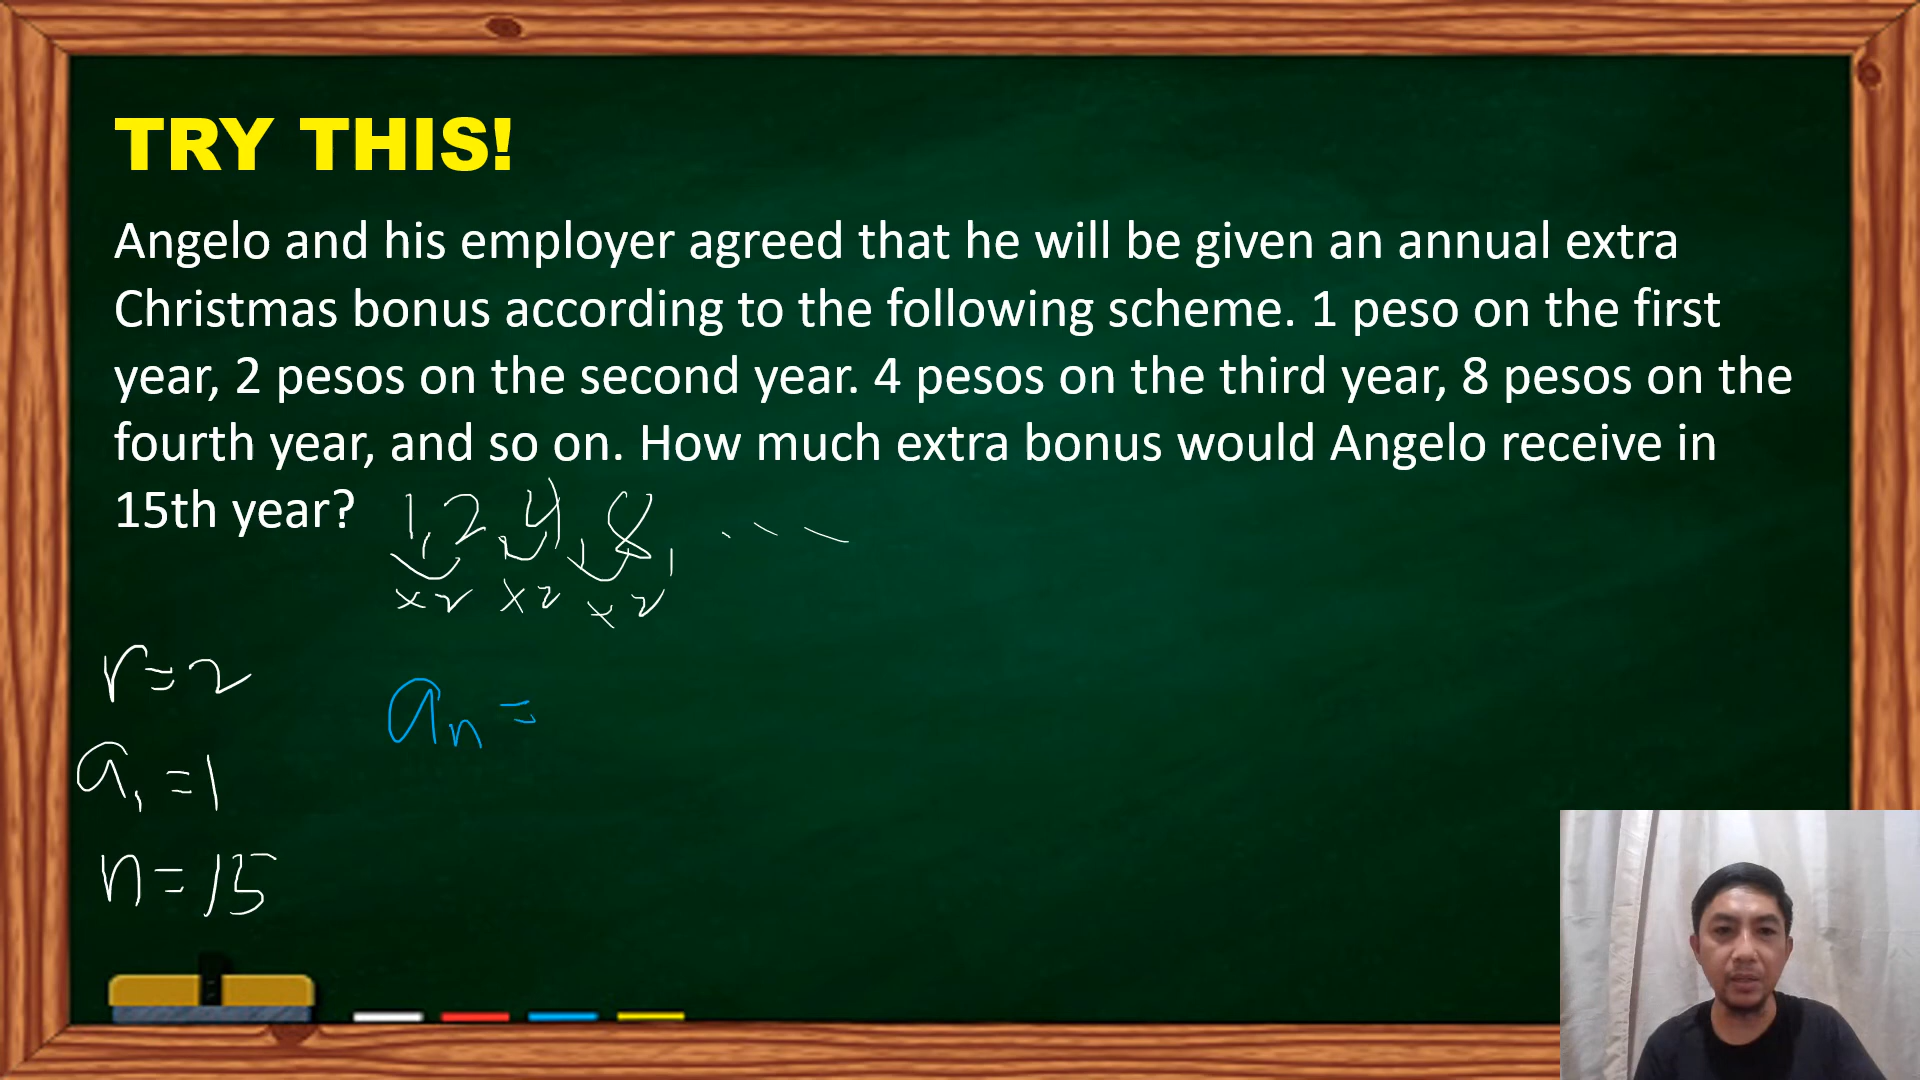 TRY THIS!
Angelo and his employer agreed that he will be given an annual extra
Christmas bonus according to the following scheme. 1 peso on the first
year, 2 pesos on the second year. 4 pesos on the third year, 8 pesos on the
fourth year, and so on. How much extra bonus would Angelo receive in
15th year? 1, 2, 4, 8, ...
x2 x2 x2
r=2
aₙ =
a₁ = 1
n=15